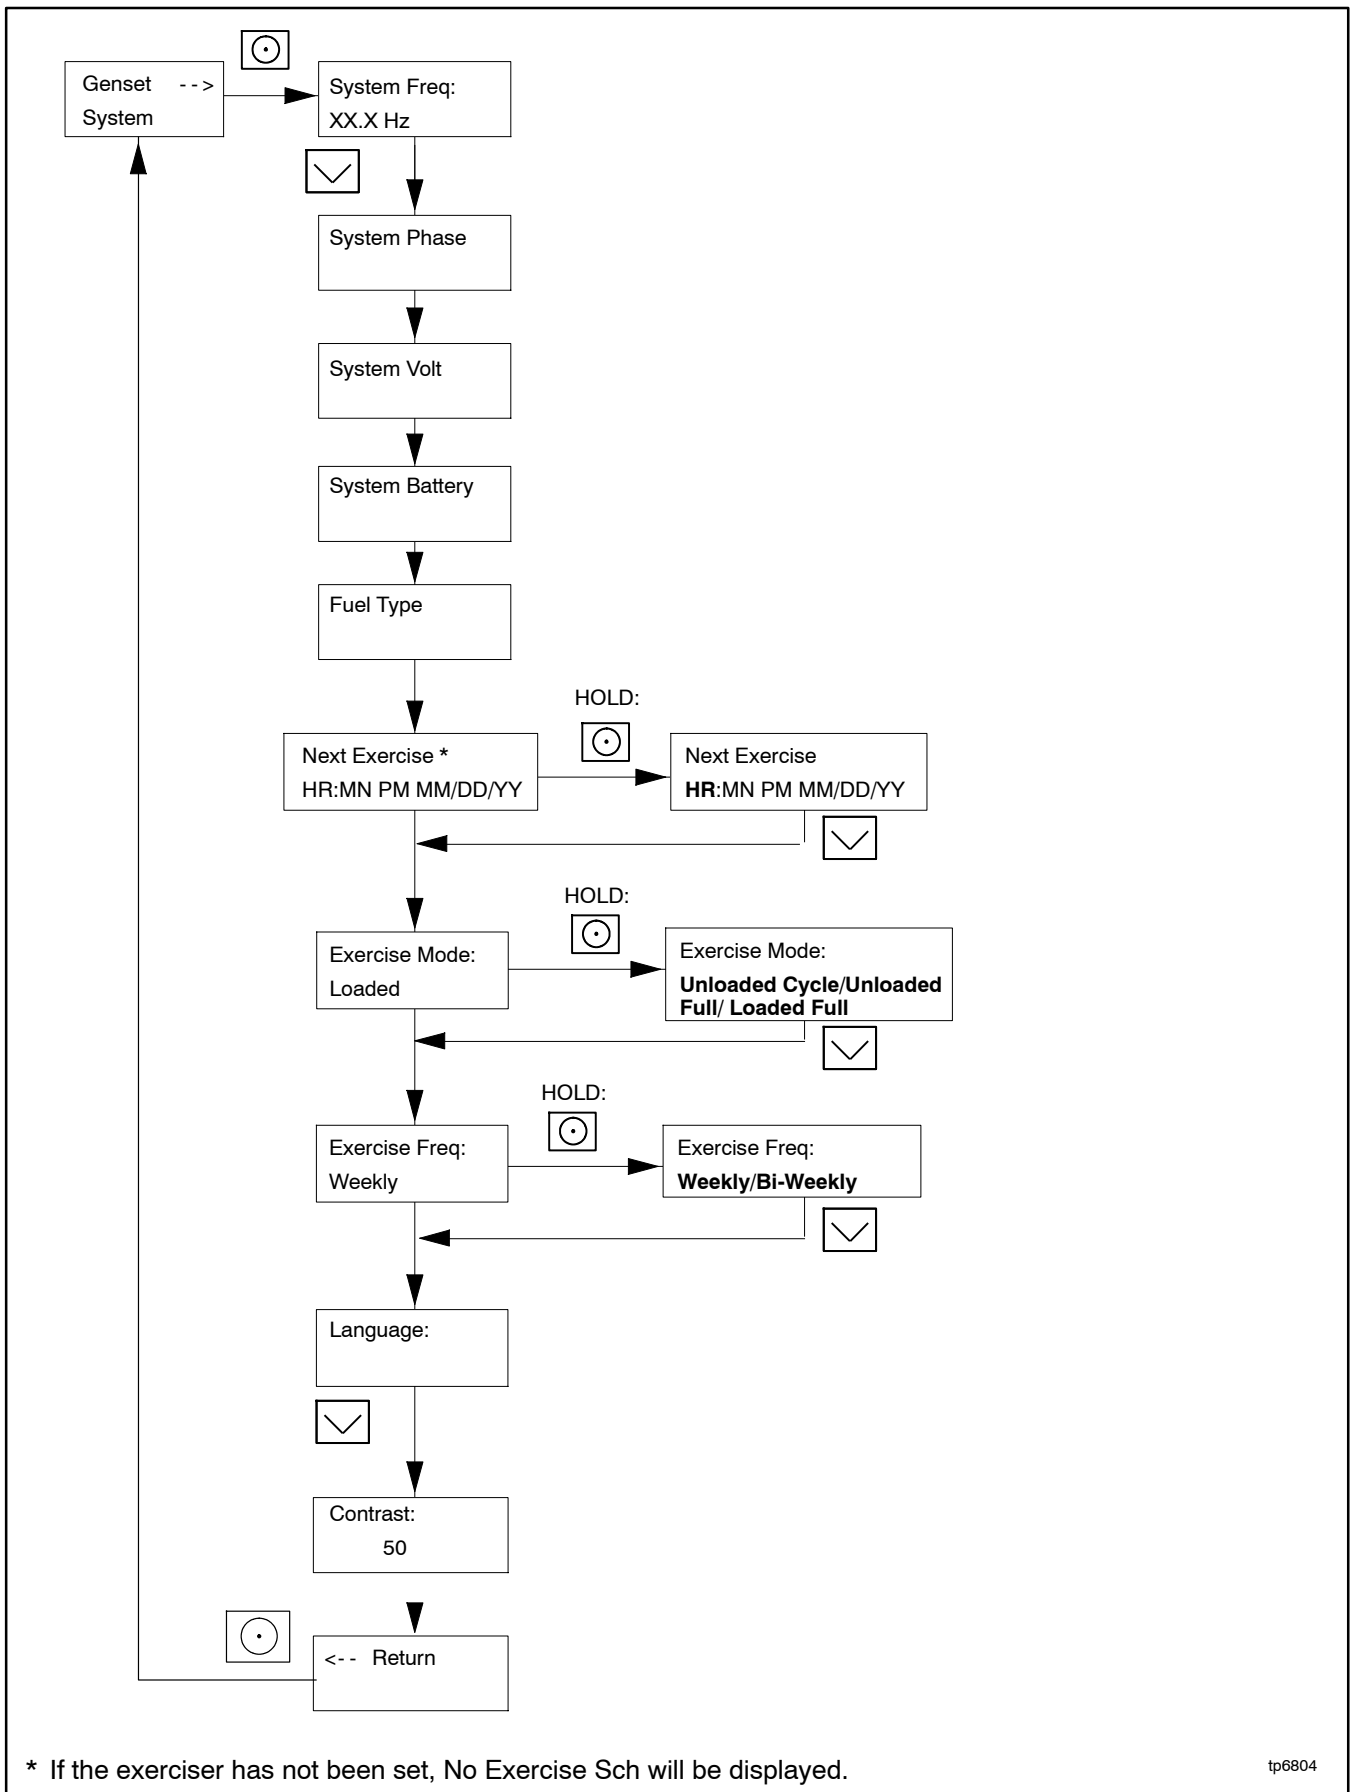 Genset -->
System
System Freq:
XX.X Hz
System Phase
System Volt
System Battery
Fuel Type
HOLD:
Next Exercise *
HR:MN PM MM/DD/YY
Next Exercise
HR:MN PM MM/DD/YY
HOLD:
Exercise Mode:
Loaded
Exercise Mode:
Unloaded Cycle/Unloaded
Full/ Loaded Full
HOLD:
Exercise Freq:
Weekly
Exercise Freq:
Weekly/Bi-Weekly
Language:
Contrast:
50
<-- Return
* If the exerciser has not been set, No Exercise Sch will be displayed.
tp6804